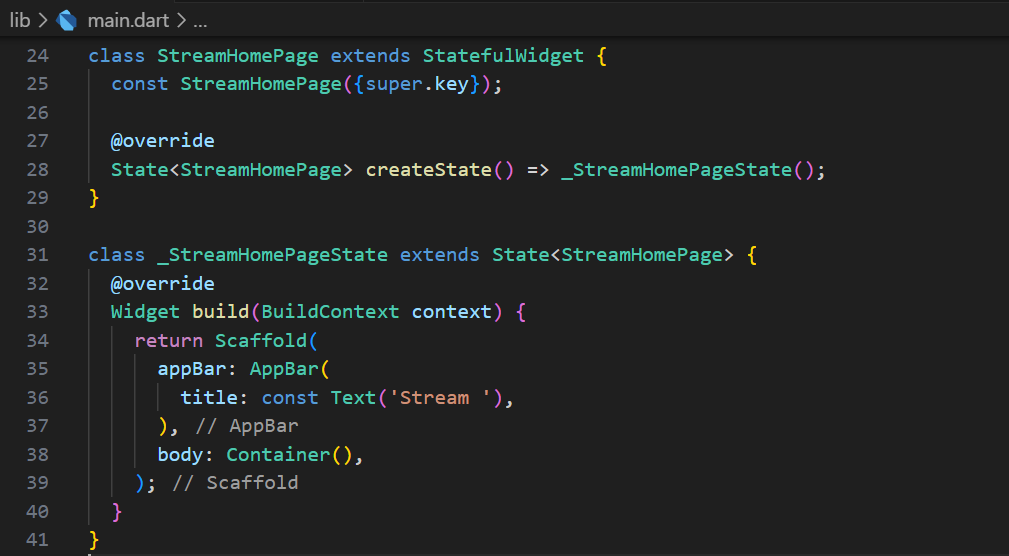 lib > main.dart > ...
24 class StreamHomePage extends StatefulWidget {
25   const StreamHomePage({super.key});
26
27   @override
28   State<StreamHomePage> createState() => _StreamHomePageState();
29 }
30
31 class _StreamHomePageState extends State<StreamHomePage> {
32   @override
33   Widget build(BuildContext context) {
34     return Scaffold(
35       appBar: AppBar(
36         title: const Text('Stream '),
37       ), // AppBar
38       body: Container(),
39     ); // Scaffold
40   }
41 }